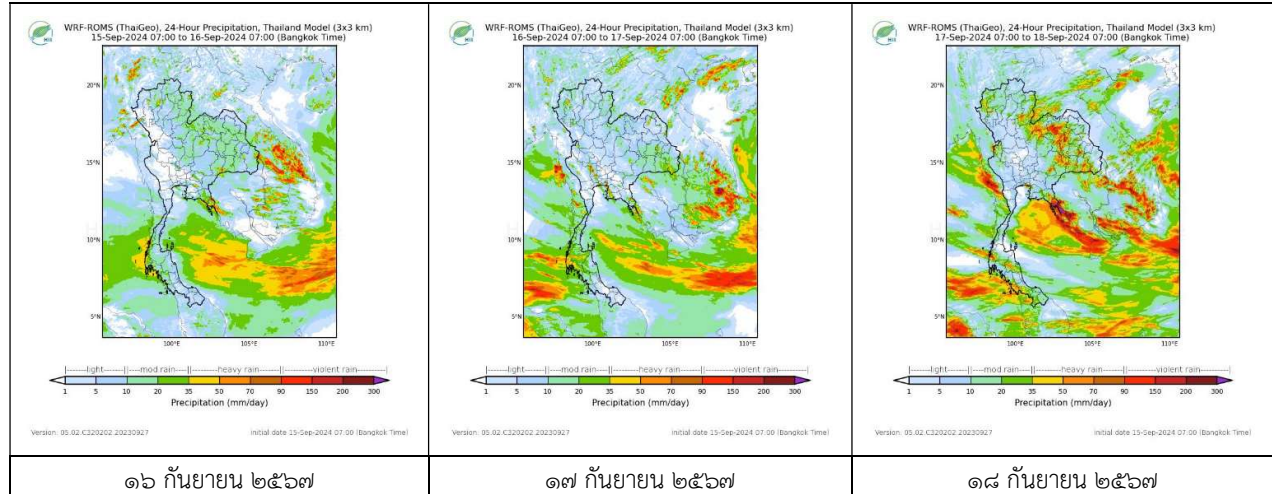 WRF-ROMS (ThaiGeo), 24-Hour Precipitation, Thailand Model (3x3 km)
15-Sep-2024 07:00 to 16-Sep-2024 07:00 (Bangkok Time)
20°N
15°N
10°N
5°N
100°E 105°E 110°E
light mod rain heavy rain violent rain
1 5 10 20 35 50 70 90 150 200 300
Precipitation (mm/day)
Version: 05.02.C320202.20230927 initial date 15-Sep-2024 07:00 (Bangkok Time)
๑๖ กันยายน ๒๕๖๗
WRF-ROMS (ThaiGeo), 24-Hour Precipitation, Thailand Model (3x3 km)
16-Sep-2024 07:00 to 17-Sep-2024 07:00 (Bangkok Time)
20°N
15°N
10°N
5°N
100°E 105°E 110°E
light mod rain heavy rain violent rain
1 5 10 20 35 50 70 90 150 200 300
Precipitation (mm/day)
Version: 05.02.C320202.20230927 initial date 15-Sep-2024 07:00 (Bangkok Time)
๑๗ กันยายน ๒๕๖๗
WRF-ROMS (ThaiGeo), 24-Hour Precipitation, Thailand Model (3x3 km)
17-Sep-2024 07:00 to 18-Sep-2024 07:00 (Bangkok Time)
20°N
15°N
10°N
5°N
100°E 105°E 110°E
light mod rain heavy rain violent rain
1 5 10 20 35 50 70 90 150 200 300
Precipitation (mm/day)
Version: 05.02.C320202.20230927 initial date 15-Sep-2024 07:00 (Bangkok Time)
๑๘ กันยายน ๒๕๖๗